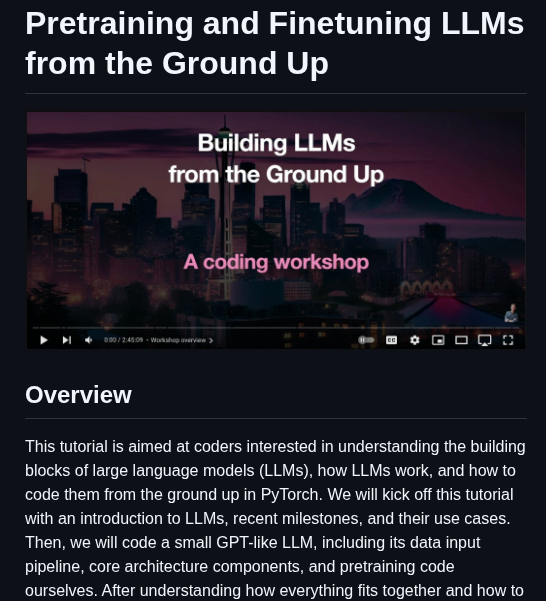 Pretraining and Finetuning LLMs
from the Ground Up
Building LLMs
from the Ground Up
A coding workshop
0:00 / 2:45:09 • Workshop overview >
CC
Overview
This tutorial is aimed at coders interested in understanding the building
blocks of large language models (LLMs), how LLMs work, and how to
code them from the ground up in PyTorch. We will kick off this tutorial
with an introduction to LLMs, recent milestones, and their use cases.
Then, we will code a small GPT-like LLM, including its data input
pipeline, core architecture components, and pretraining code
ourselves. After understanding how everything fits together and how to